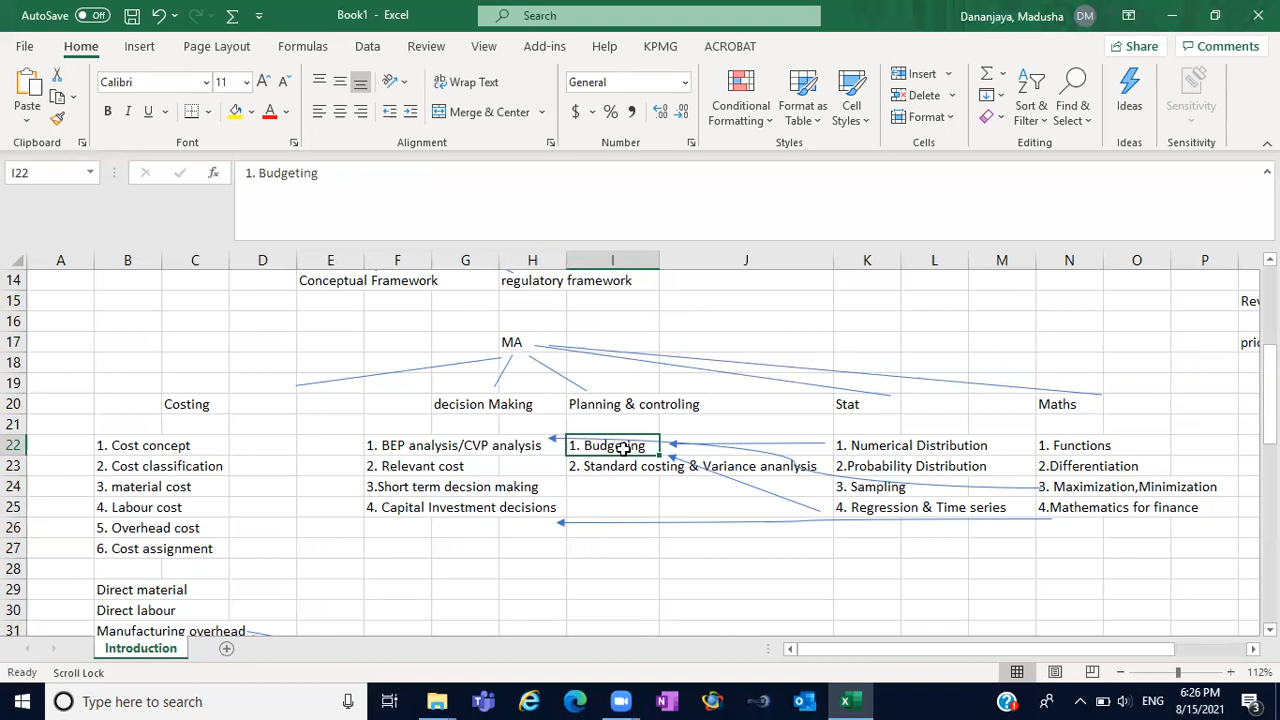 AutoSave Off Book1 - Excel Search Dananjaya, Madusha DM
File Home Insert Page Layout Formulas Data Review View Add-ins Help KPMG ACROBAT Share Comments
Paste Calibri 11 Wrap Text General Conditional Formatting Format as Table Cell Styles Insert Sort & Filter Find & Select Ideas Sensitivity
Merge & Center Delete
Format
Clipboard Font Alignment Number Styles Cells Editing Ideas Sensitivity
I22 fx 1. Budgeting
A B C D E F G H I J K L M N O P
14 Conceptual Framework regulatory framework
15 Rev
16
17 MA pric
18
19
20 Costing decision Making Planning & controling Stat Maths
21
22 1. Cost concept 1. BEP analysis/CVP analysis 1. Budgeting 1. Numerical Distribution 1. Functions
23 2. Cost classification 2. Relevant cost 2. Standard costing & Variance ananlysis 2.Probability Distribution 2.Differentiation
24 3. material cost 3.Short term decsion making 3. Sampling 3. Maximization,Minimization
25 4. Labour cost 4. Capital Investment decisions 4. Regression & Time series 4.Mathematics for finance
26 5. Overhead cost
27 6. Cost assignment
28
29 Direct material
30 Direct labour
31 Manufacturing overhead
Introduction
Ready Scroll Lock 112%
Type here to search ENG 6:26 PM
8/15/2021 3